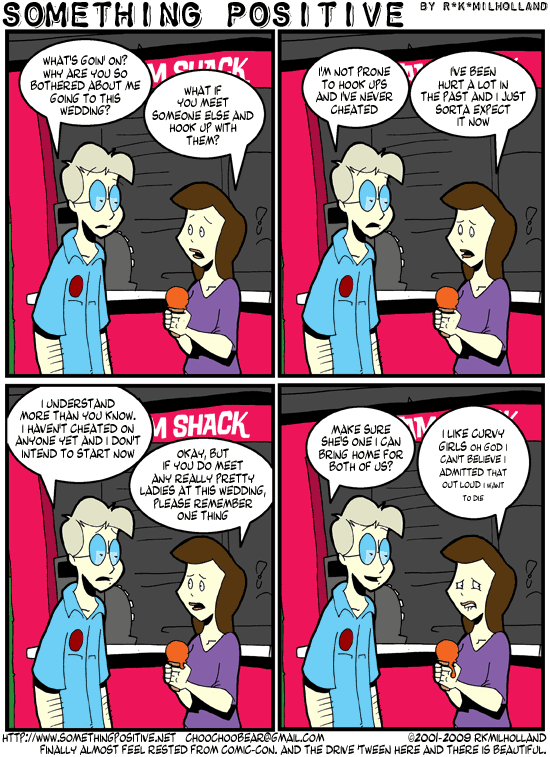 SOMETHING POSITIVE
BY R*K*MILHOLLAND
WHAT'S GOIN' ON?
WHY ARE YOU SO
BOTHERED ABOUT ME
GOING TO THIS
WEDDING?
M SHACK
WHAT IF
YOU MEET
SOMEONE ELSE AND
HOOK UP WITH
THEM?
I'M NOT PRONE
TO HOOK UPS
AND I'VE NEVER
CHEATED
I'VE BEEN
HURT A LOT IN
THE PAST AND I JUST
SORTA EXPECT
IT NOW
I UNDERSTAND
MORE THAN YOU KNOW.
I HAVEN'T CHEATED ON
ANYONE YET AND I DON'T
INTEND TO START NOW
M SHACK
OKAY, BUT
IF YOU DO MEET
ANY REALLY PRETTY
LADIES AT THIS WEDDING,
PLEASE REMEMBER
ONE THING
MAKE SURE
SHE'S ONE I CAN
BRING HOME FOR
BOTH OF US?
I LIKE CURVY
GIRLS OH GOD I
CAN'T BELIEVE I
ADMITTED THAT
OUT LOUD I WANT
TO DIE
HTTP://WWW.SOMETHINGPOSITIVE.NET CHOOCHOOBEAR@GMAIL.COM ©2001-2009 RKMILHOLLAND
FINALLY ALMOST FEEL RESTED FROM COMIC-CON. AND THE DRIVE 'TWEEN HERE AND THERE IS BEAUTIFUL.